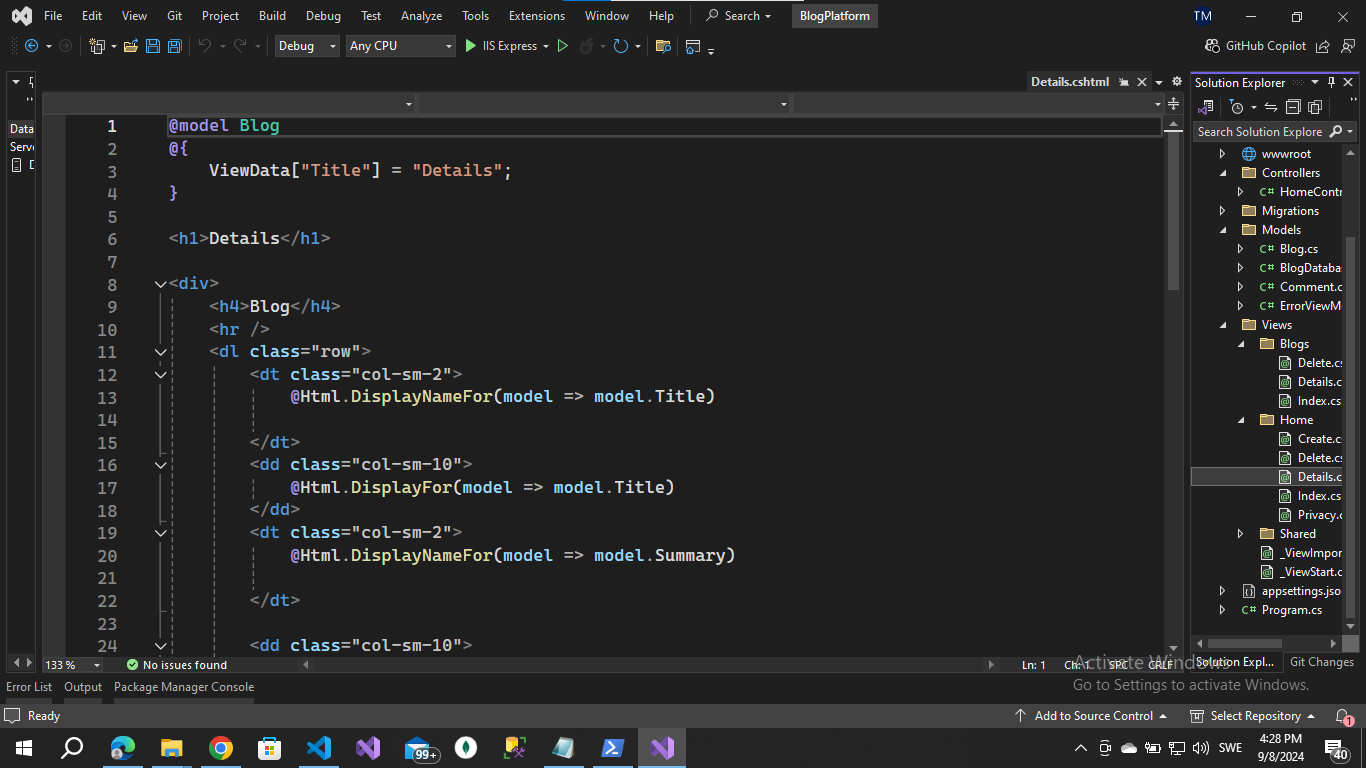 File Edit View Git Project Build Debug Test Analyze Tools Extensions Window Help Search BlogPlatform TM
Debug Any CPU IIS Express GitHub Copilot
Details.cshtml
Solution Explorer
Search Solution Explore
Data
Serve
1 @model Blog
2 @{
3 ViewData["Title"] = "Details";
4 }
5
6 <h1>Details</h1>
7
8 <div>
9 <h4>Blog</h4>
10 <hr />
11 <dl class="row">
12 <dt class="col-sm-2">
13 @Html.DisplayNameFor(model => model.Title)
14
15 </dt>
16 <dd class="col-sm-10">
17 @Html.DisplayFor(model => model.Title)
18 </dd>
19 <dt class="col-sm-2">
20 @Html.DisplayNameFor(model => model.Summary)
21
22 </dt>
23
24 <dd class="col-sm-10">
wwwroot
Controllers
C# HomeContr
Migrations
Models
C# Blog.cs
C# BlogDataba
C# Comment.c
C# ErrorViewM
Views
Blogs
Delete.cs
Details.c
Index.cs
Home
Create.c
Delete.cs
Details.c
Index.cs
Privacy.c
Shared
_ViewImpor
_ViewStart.c
appsettings.jso
C# Program.cs
133 % No issues found Ln: 1 Ch: 1 SPC CRLF
Solution Expl... Git Changes
Activate Windows
Go to Settings to activate Windows.
Error List Output Package Manager Console
Ready Add to Source Control Select Repository 1
99+ SWE 4:28 PM
9/8/2024 40